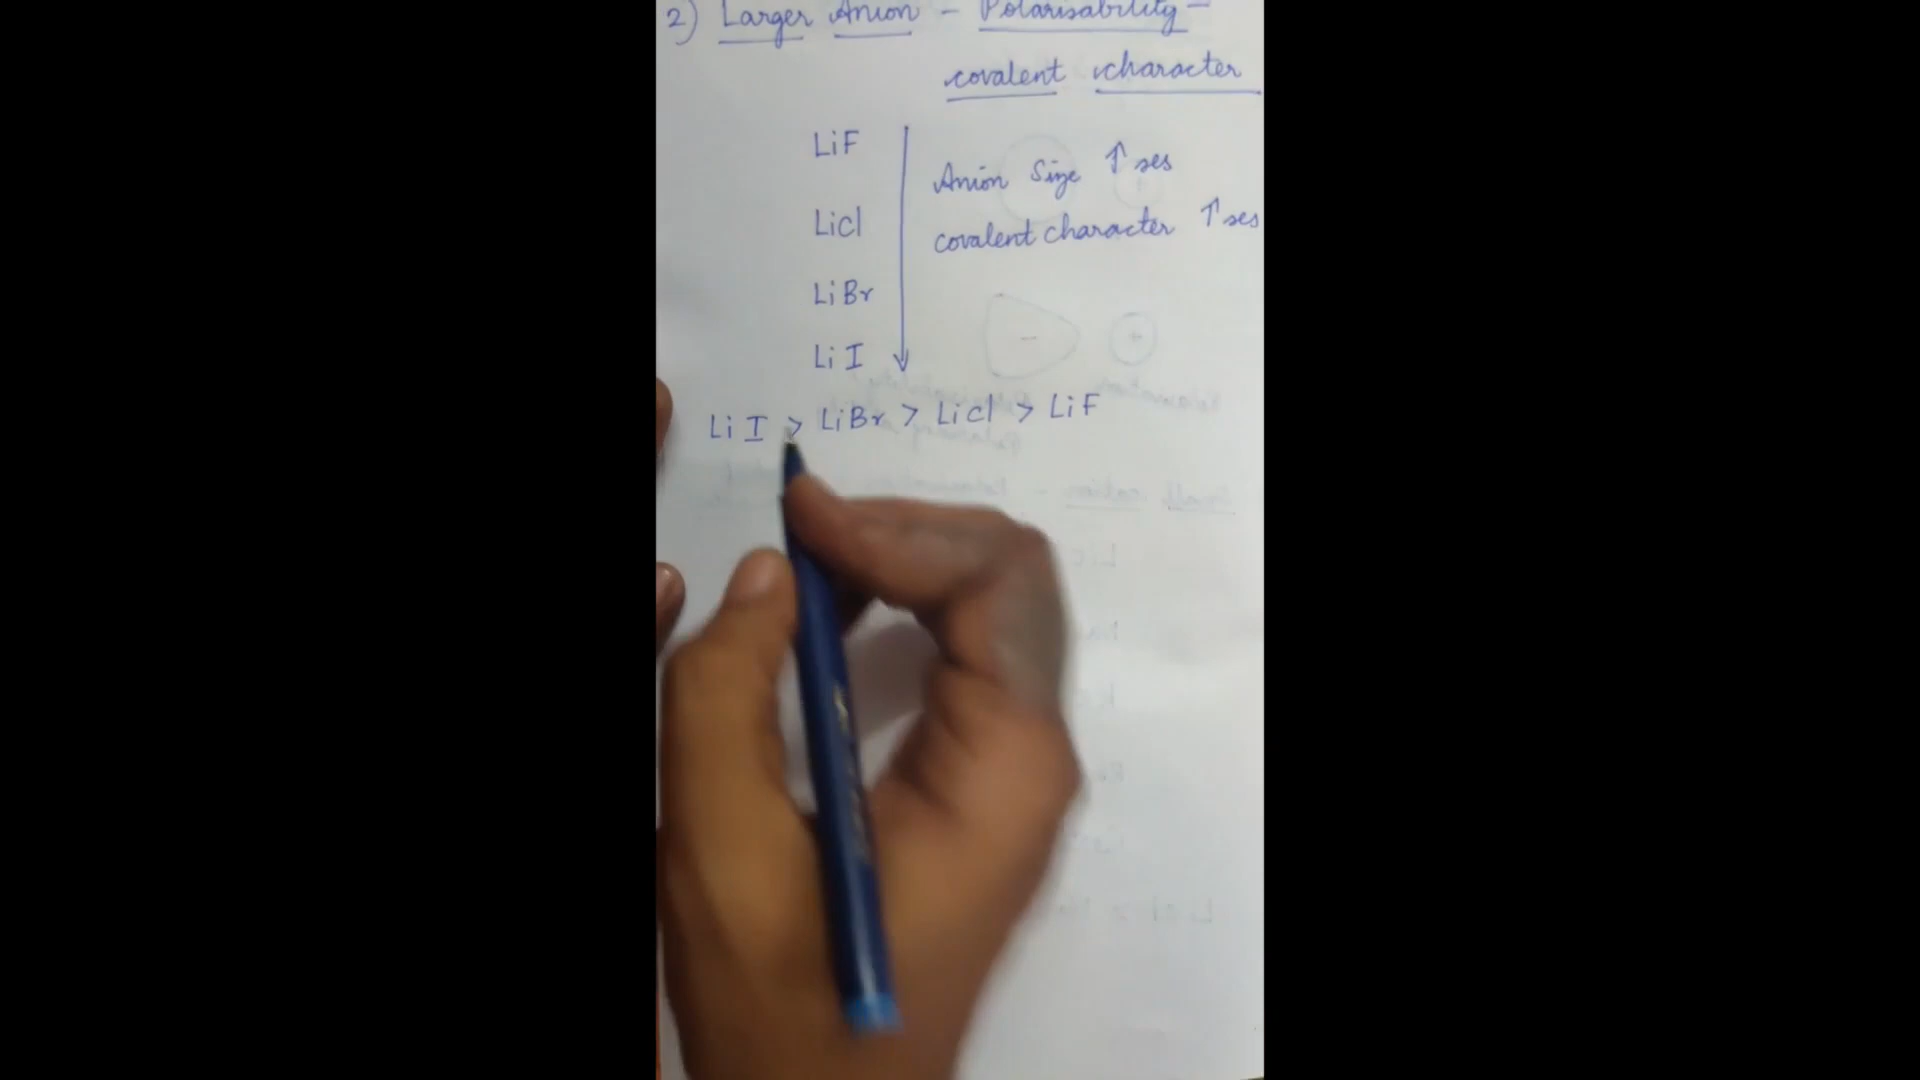 2) Larger Anion - Polarisability -
covalent character
LiF
Anion Size ↑ses
LiCl
covalent character ↑ses
LiBr
LiI
LiI > LiBr > LiCl > LiF